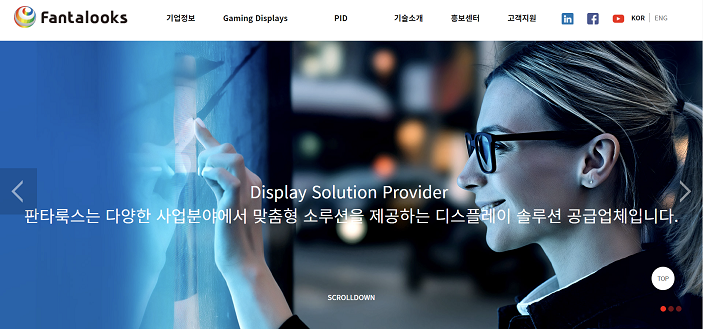 Fantalooks
기업정보
Gaming Displays
PID
기술소개
홍보센터
고객지원
KOR
ENG
Display Solution Provider
판타룩스는 다양한 사업분야에서 맞춤형 소루션을 제공하는 디스플레이 솔루션 공급업체입니다.
TOP
SCROLLDOWN